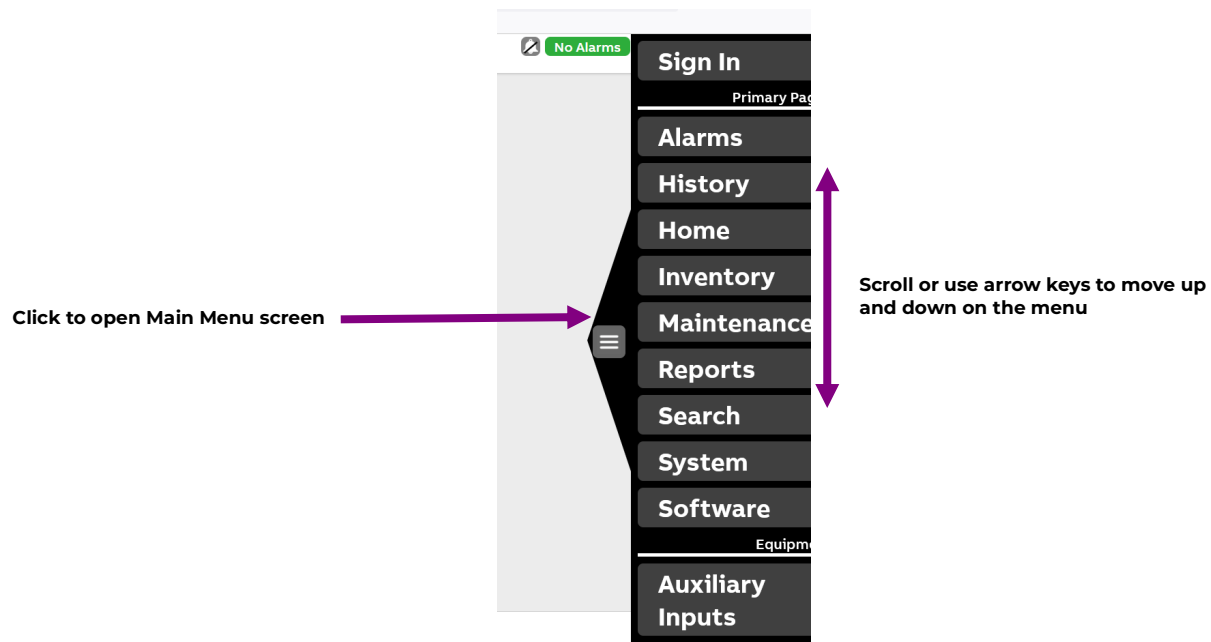 No Alarms
Sign In
Primary Pag
Alarms
History
Home
Inventory
Maintenance
Reports
Search
System
Software
Equipme
Auxiliary
Inputs
Click to open Main Menu screen
Scroll or use arrow keys to move up
and down on the menu